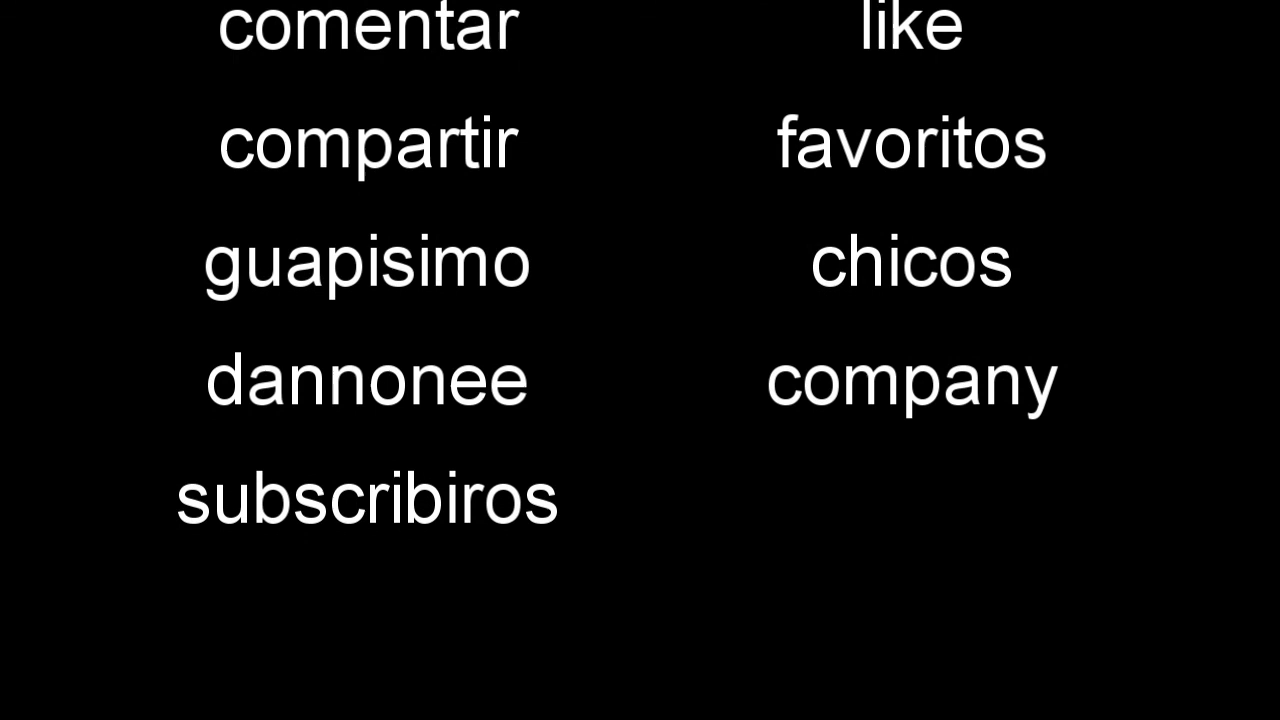 comentar like
compartir favoritos
guapisimo chicos
dannonee company
subscribiros